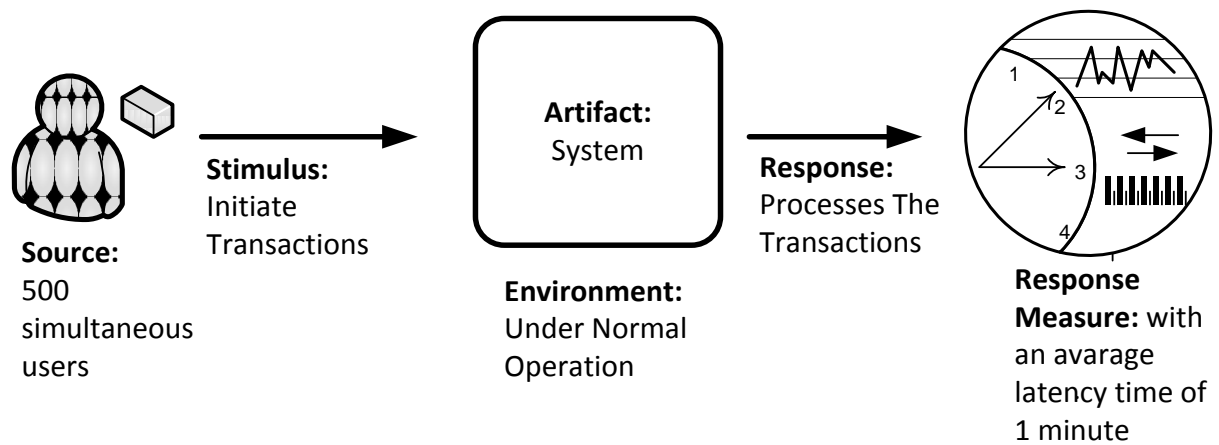 Source:
500
simultaneous
users
Stimulus:
Initiate
Transactions
Artifact:
System
Environment:
Under Normal
Operation
Response:
Processes The
Transactions
1
2
3
4
Response
Measure: with
an avarage
latency time of
1 minute